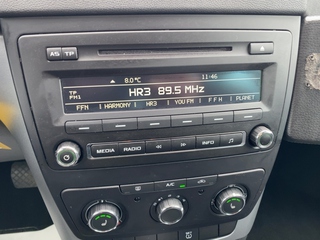 AS TP
8.0°C 11:46
TP HR3 89.5 MHz
FM1
FFN HARMONY HR3 YOU FM FFH PLANET
MEDIA RADIO INFO
A/C